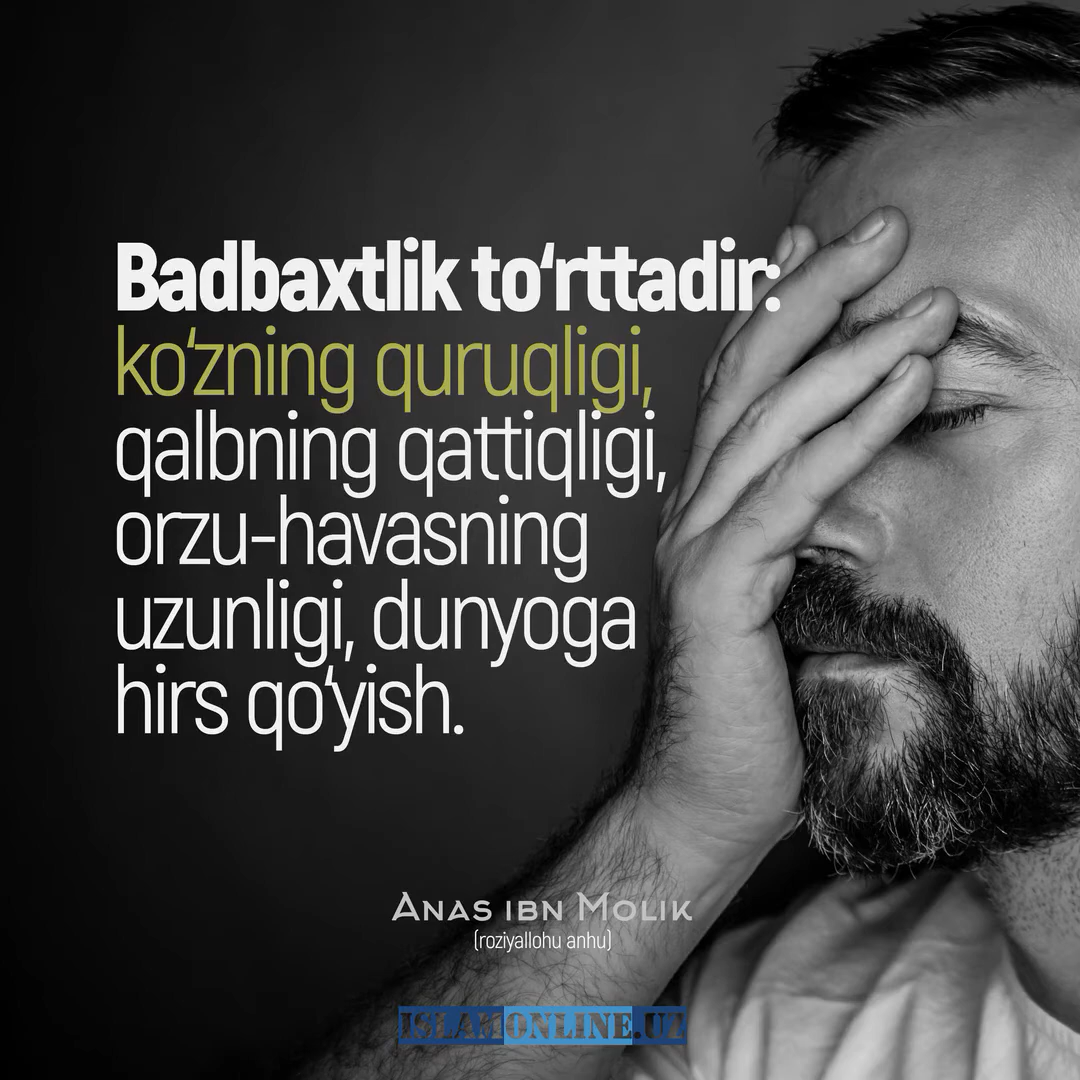 Badbaxtlik to‘rttadir:
ko‘zning quruqligi,
qalbning qattiqligi,
orzu-havasning
uzunligi, dunyoga
hirs qo‘yish.
Anas ibn Molik
(roziyallohu anhu)
ISLAMONLINE.UZ